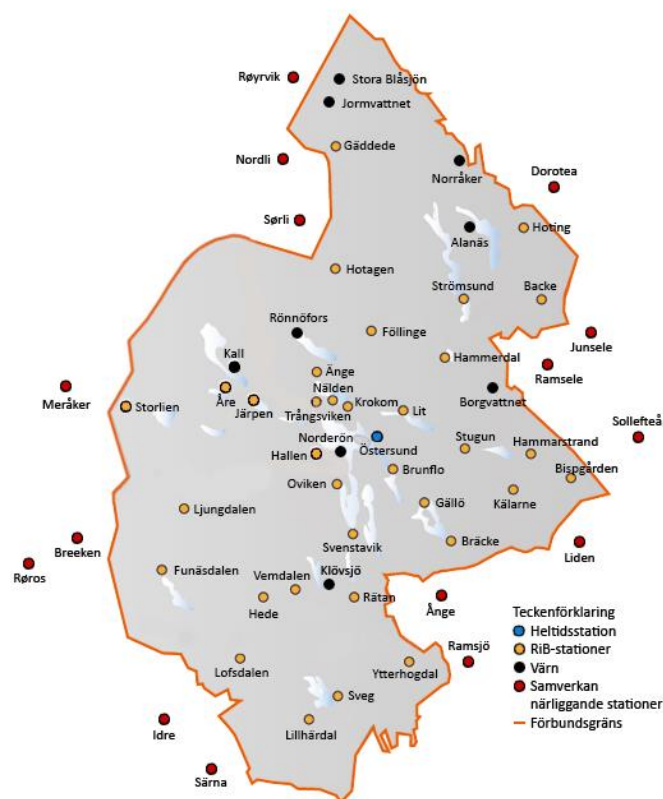 Stora Blåsjön
Røyrvik
Jormvattnet
Gäddede
Nordli
Norråker
Dorotea
Sørli
Alanäs
Hoting
Hotagen
Strömsund
Backe
Rönnöfors
Föllinge
Junsele
Kall
Hammerdal
Ramsele
Änge
Meråker
Åre
Nälden
Storlien
Järpen
Krokom
Lit
Borgvattnet
Trångsviken
Sollefteå
Norderön
Östersund
Stugun
Hammarstrand
Hallen
Brunflo
Bispgården
Oviken
Kälarne
Ljungdalen
Gällö
Breeken
Svenstavik
Bräcke
Liden
Røros
Funäsdalen
Vemdalen
Klövsjö
Hede
Rätan
Ånge
Teckenförklaring
Heltidsstation
RiB-stationer
Värn
Samverkan
närliggande stationer
Förbundsgräns
Lofsdalen
Ytterhogdal
Ramsjö
Sveg
Idre
Lillhärdal
Särna